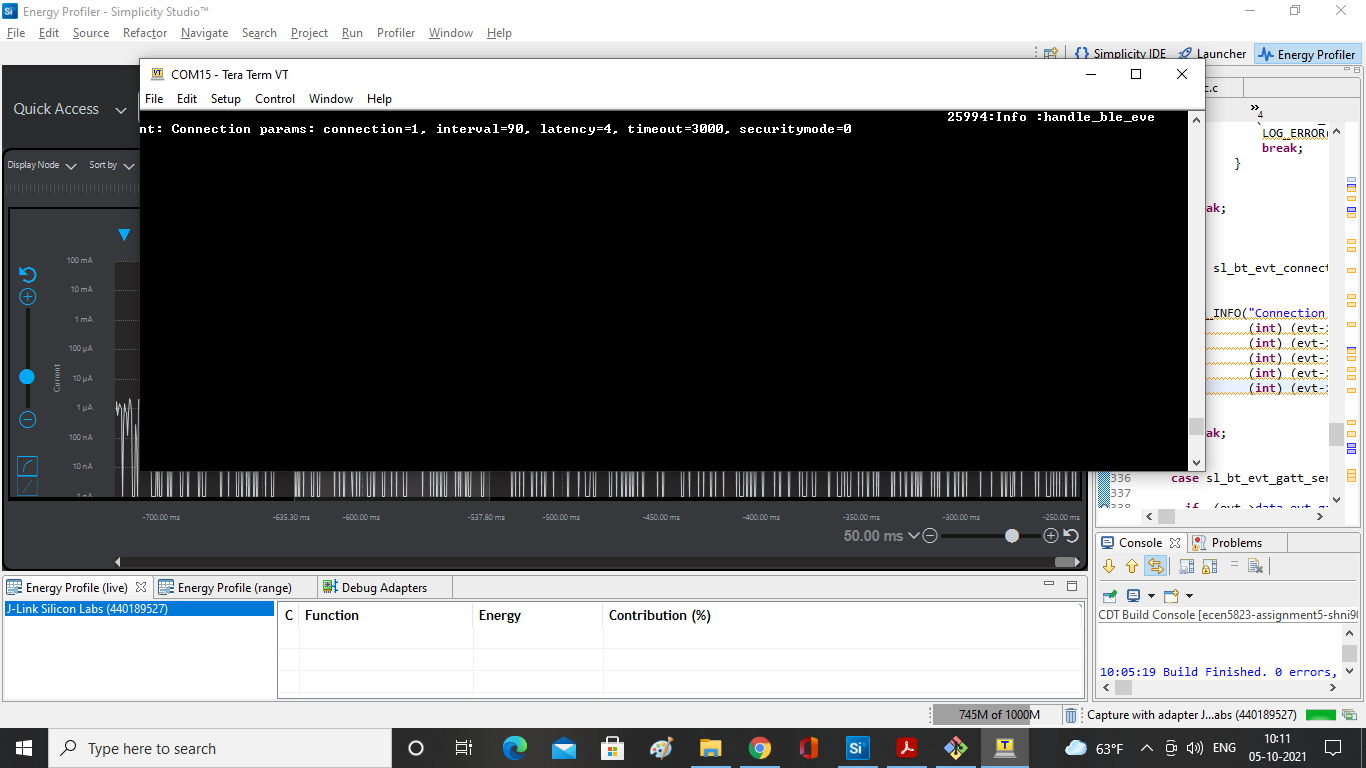 Energy Profiler - Simplicity Studio™
File Edit Source Refactor Navigate Search Project Run Profiler Window Help
Simplicity IDE Launcher Energy Profiler
COM15 - Tera Term VT
File Edit Setup Control Window Help
25994:Info :handle_ble_eve
nt: Connection params: connection=1, interval=90, latency=4, timeout=3000, securitymode=0
Quick Access
Display Node Sort by
100 mA
10 mA
1 mA
100 µA
10 µA
1 µA
100 nA
10 nA
Current
-700.00 ms -635.30 ms -600.00 ms -537.80 ms -500.00 ms -450.00 ms -400.00 ms -350.00 ms -300.00 ms -250.00 ms
50.00 ms
c.c
4
LOG_ERROR(
break;
}
ak;
sl_bt_evt_connect
_INFO("Connection
(int) (evt-
(int) (evt-
(int) (evt-
(int) (evt-
(int) (evt-
ak;
336 case sl_bt_evt_gatt_ser
337
338
Energy Profile (live) Energy Profile (range) Debug Adapters
J-Link Silicon Labs (440189527)
C Function Energy Contribution (%)
Console Problems
CDT Build Console [ecen5823-assignment5-shni90
10:05:19 Build Finished. 0 errors,
745M of 1000M Capture with adapter J...abs (440189527)
Type here to search
63°F ENG 10:11
05-10-2021